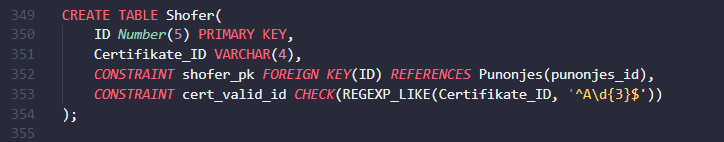 349 CREATE TABLE Shofer(
350 ID Number(5) PRIMARY KEY,
351 Certifikate_ID VARCHAR(4),
352 CONSTRAINT shofer_pk FOREIGN KEY(ID) REFERENCES Punonjes(punonjes_id),
353 CONSTRAINT cert_valid_id CHECK(REGEXP_LIKE(Certifikate_ID, '^A\d{3}$'))
354 );
355